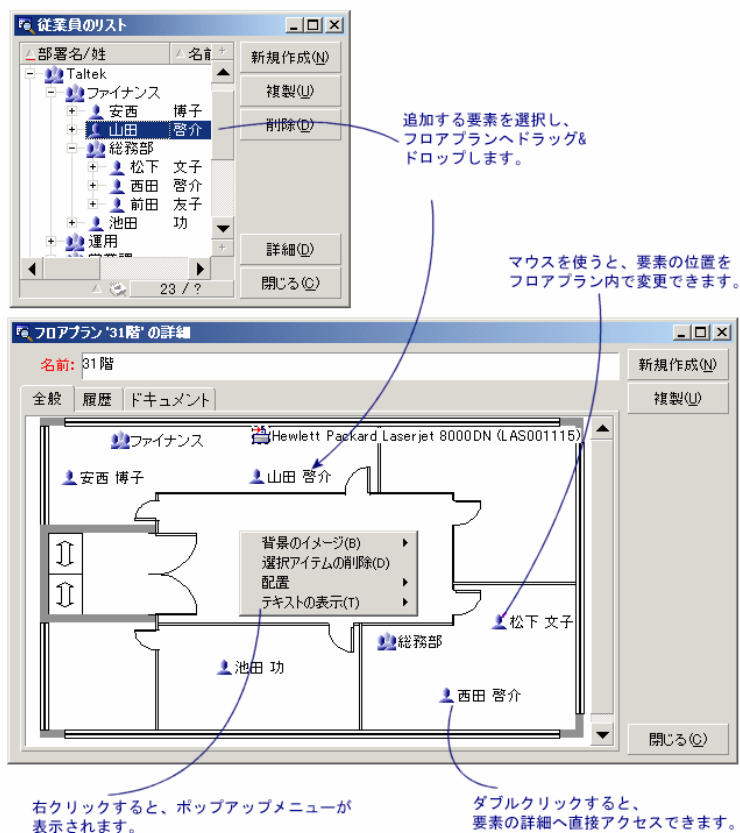 従業員のリスト
部署名/姓 名前
新規作成(N)
Taltek
ファイナンス
複製(U)
安西 博子
山田 啓介
削除(D)
総務部
松下 文子
西田 啓介
前田 友子
池田 功
運用
詳細(D)
23 / ?
閉じる(C)
追加する要素を選択し、
フロアプランへドラッグ&
ドロップします。
マウスを使うと、要素の位置を
フロアプラン内で変更できます。
フロアプラン '31階' の詳細
名前: 31階
新規作成(N)
全般 履歴 ドキュメント
複製(U)
ファイナンス
Hewlett Packard Laserjet 8000DN (LAS001115)
安西 博子
山田 啓介
背景のイメージ(B)
選択アイテムの削除(D)
配置
テキストの表示(T)
松下 文子
総務部
池田 功
西田 啓介
閉じる(C)
右クリックすると、ポップアップメニューが
表示されます。
ダブルクリックすると、
要素の詳細へ直接アクセスできます。